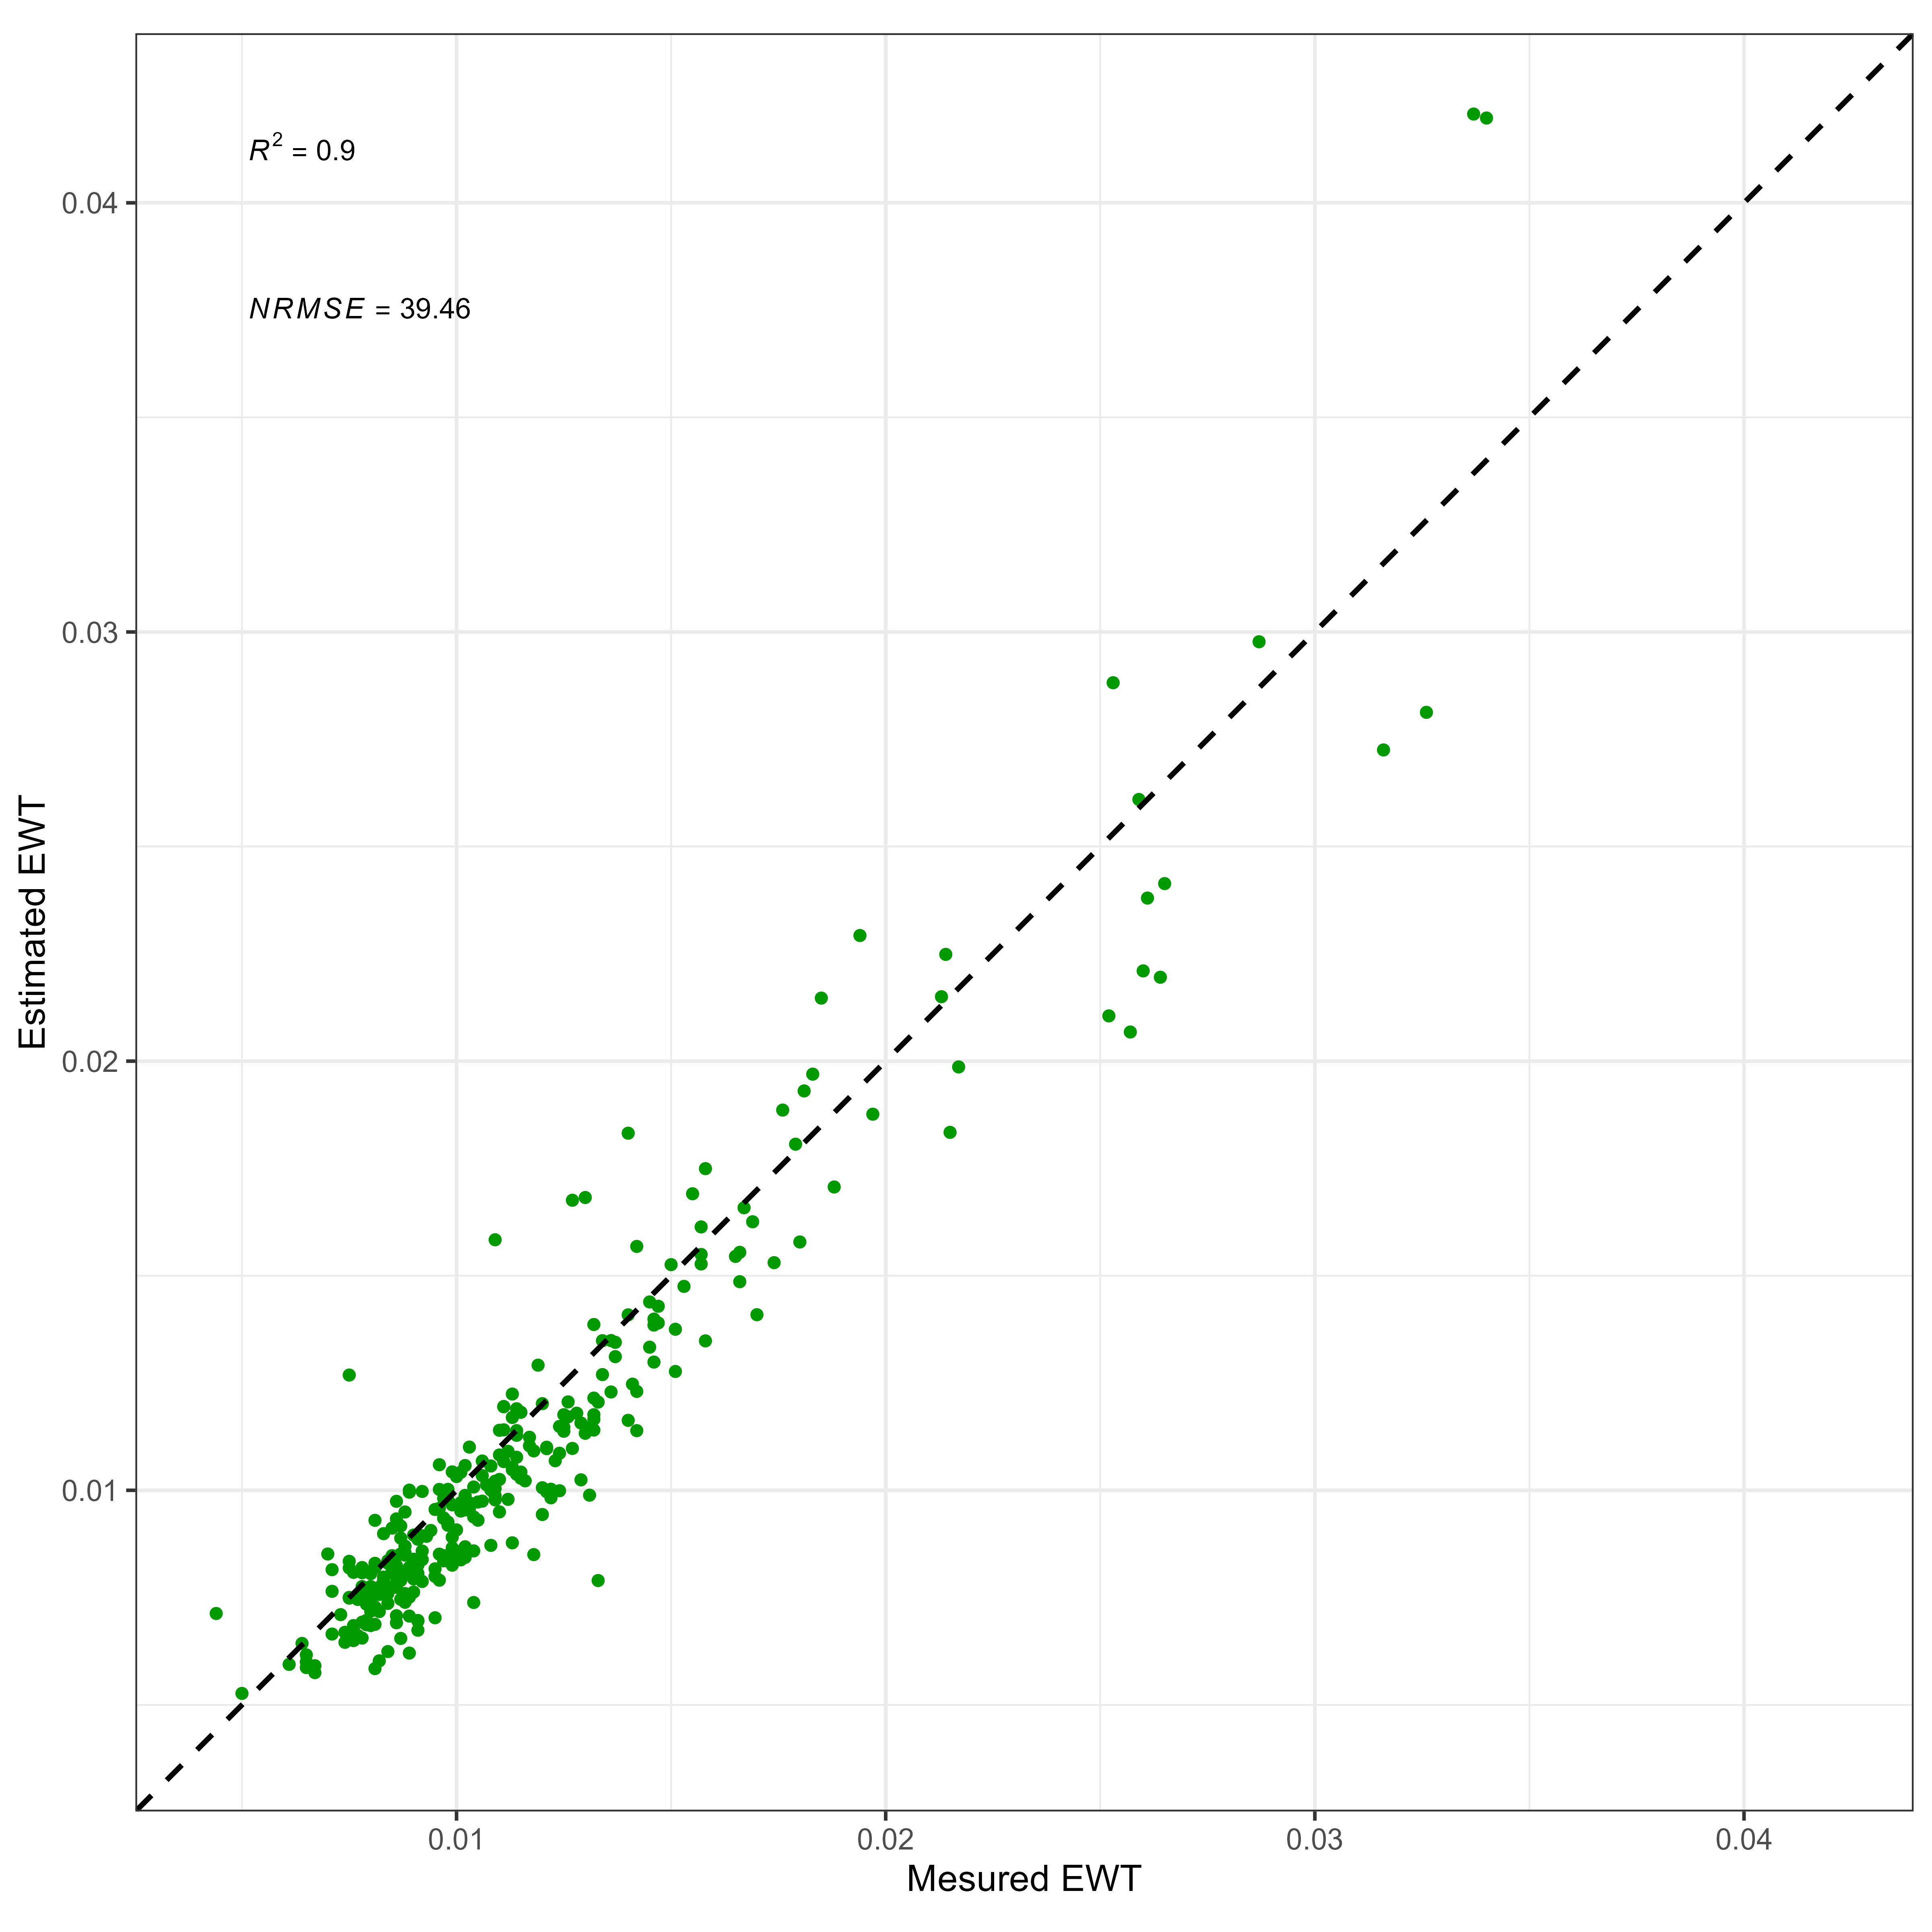 R² = 0.9
NRMSE = 39.46
0.04
0.03
0.02
0.01
Estimated EWT
0.01 0.02 0.03 0.04
Mesured EWT